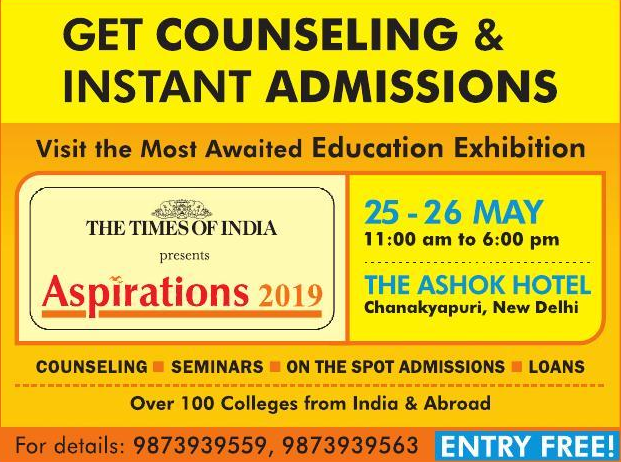 GET COUNSELING &
INSTANT ADMISSIONS
Visit the Most Awaited Education Exhibition
THE TIMES OF INDIA
presents
Aspirations 2019
25 - 26 MAY
11:00 am to 6:00 pm
THE ASHOK HOTEL
Chanakyapuri, New Delhi
COUNSELING ■ SEMINARS ■ ON THE SPOT ADMISSIONS ■ LOANS
Over 100 Colleges from India & Abroad
For details: 9873939559, 9873939563 ENTRY FREE!